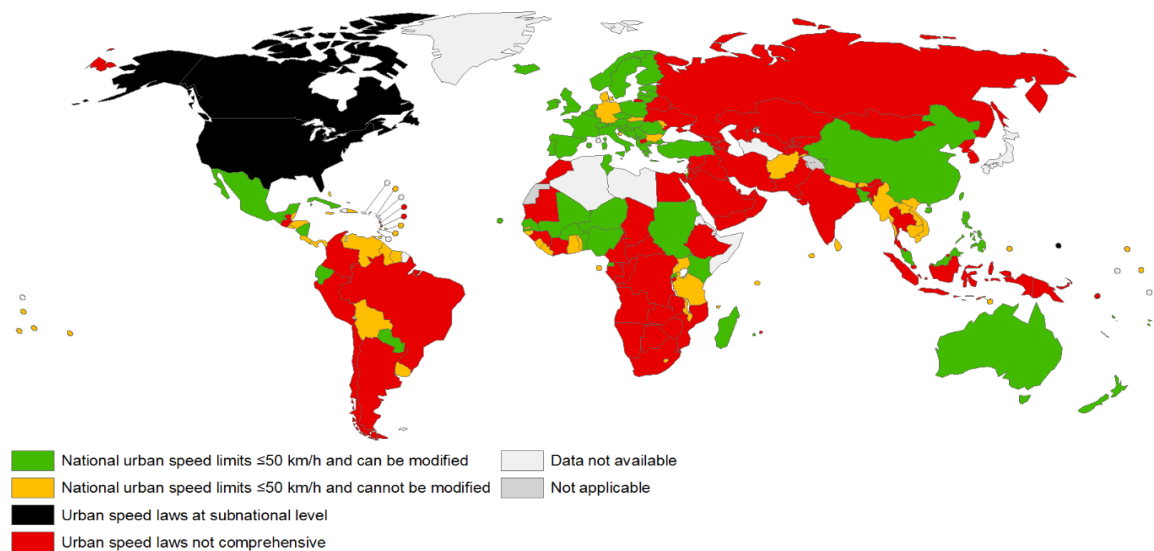 National urban speed limits ≤50 km/h and can be modified
National urban speed limits ≤50 km/h and cannot be modified
Urban speed laws at subnational level
Urban speed laws not comprehensive
Data not available
Not applicable